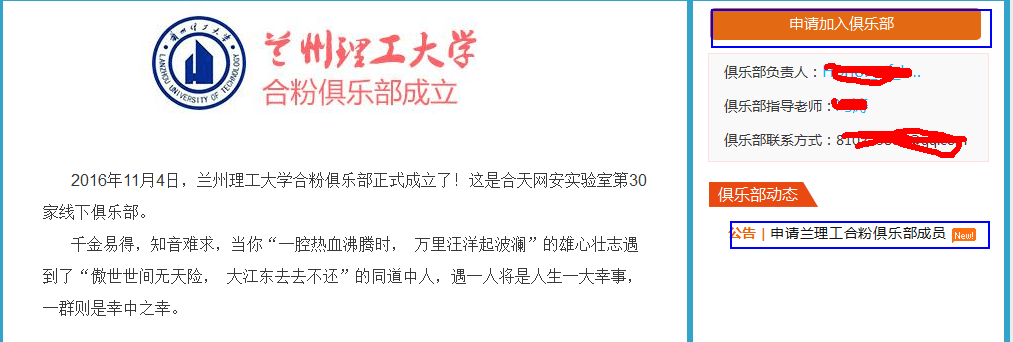 兰州理工大学
LANZHOU UNIVERSITY OF TECHNOLOGY
兰州理工大学
合粉俱乐部成立
2016年11月4日，兰州理工大学合粉俱乐部正式成立了！这是合天网安实验室第30
家线下俱乐部。
千金易得，知音难求，当你“一腔热血沸腾时， 万里汪洋起波澜”的雄心壮志遇
到了“傲世世间无天险， 大江东去去不还”的同道中人，遇一人将是人生一大幸事，
一群则是幸中之幸。
申请加入俱乐部
俱乐部负责人：
俱乐部指导老师：
俱乐部联系方式：
俱乐部动态
公告 | 申请兰理工合粉俱乐部成员 New!